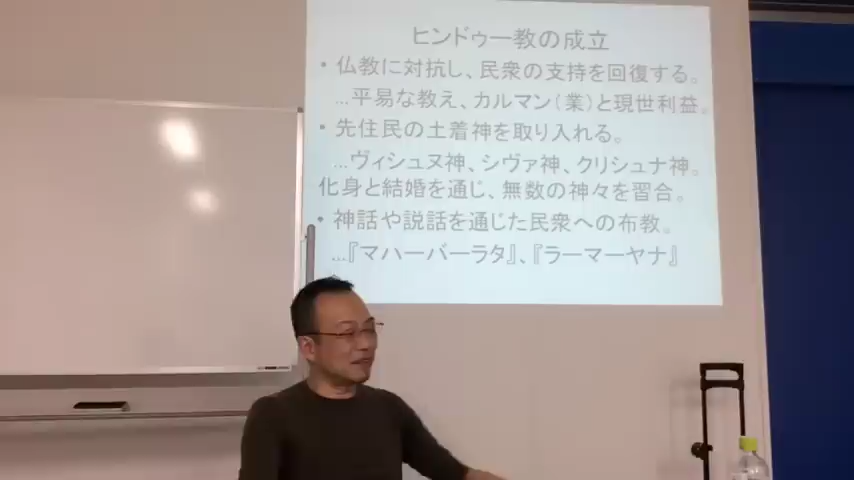 ヒンドゥー教の成立
・仏教に対抗し、民衆の支持を回復する。
…平易な教え、カルマン（業）と現世利益。
・先住民の土着神を取り入れる。
…ヴィシュヌ神、シヴァ神、クリシュナ神。
化身と結婚を通じ、無数の神々を習合。
・神話や説話を通じた民衆への布教。
…『マハーバーラタ』、『ラーマーヤナ』